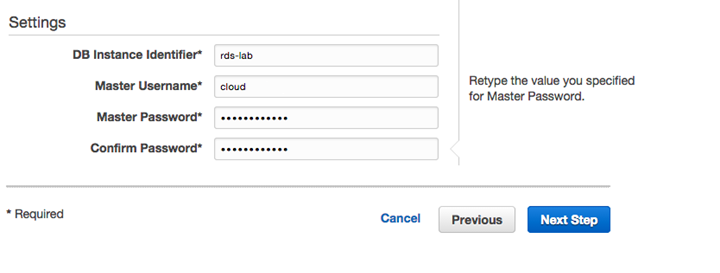 Settings
DB Instance Identifier* rds-lab
Master Username* cloud
Master Password* ••••••••••••
Confirm Password* ••••••••••••
Retype the value you specified
for Master Password.
* Required
Cancel Previous Next Step